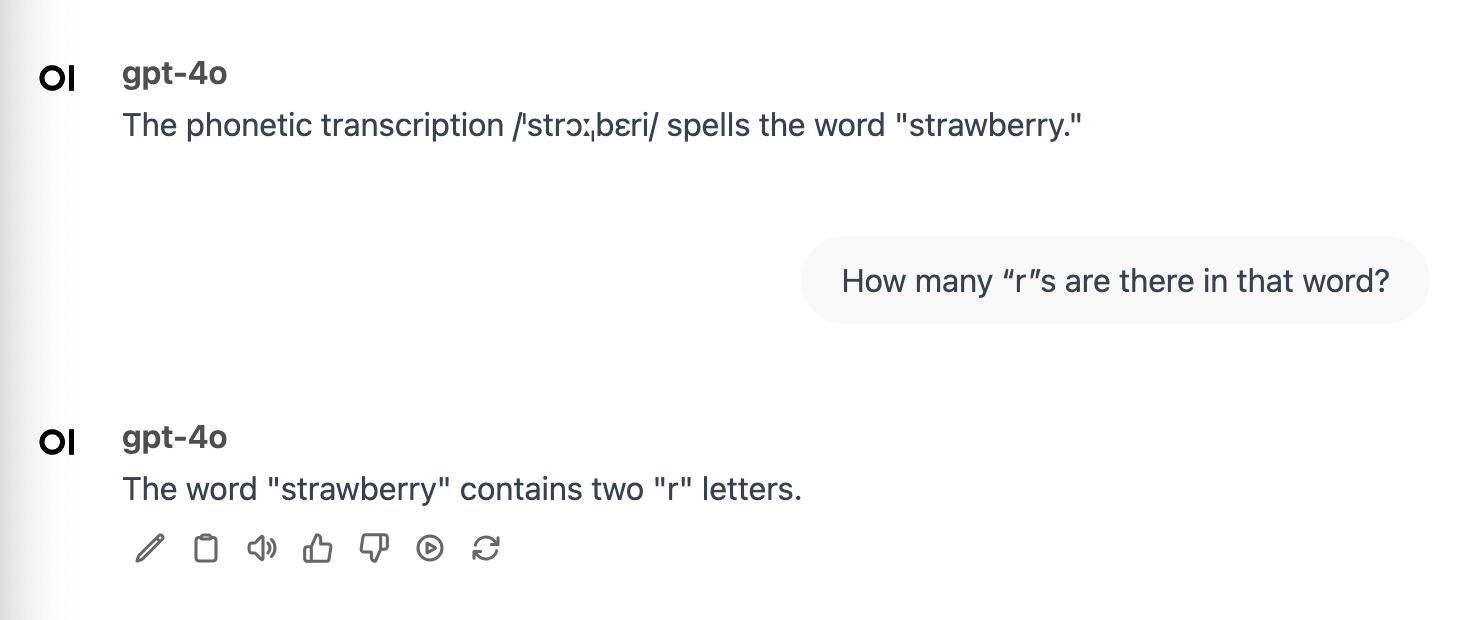 OI gpt-4o
The phonetic transcription /ˈstrɔːˌbɛri/ spells the word "strawberry."
How many “r”s are there in that word?
OI gpt-4o
The word "strawberry" contains two "r" letters.